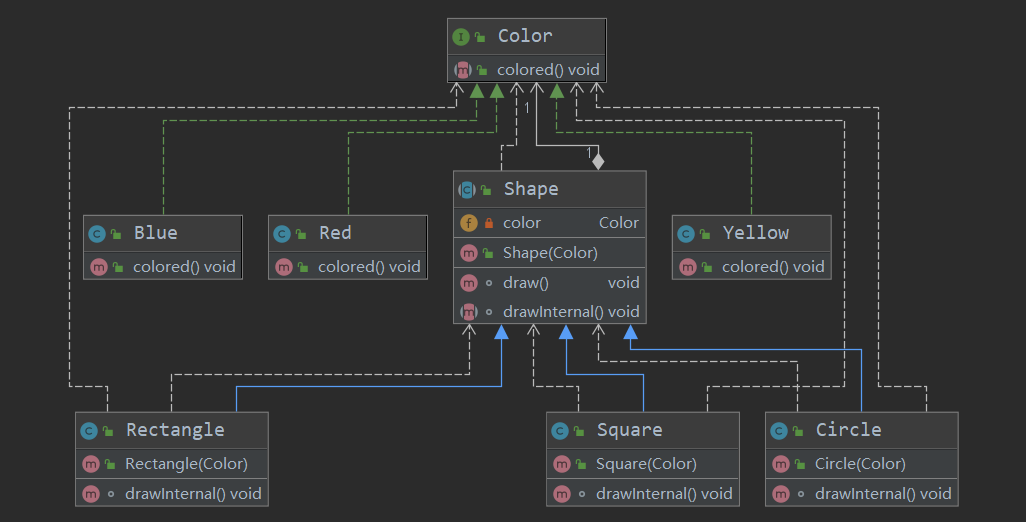 I Color
m colored() void
1
1
C Shape
f color Color
m Shape(Color)
m draw() void
m drawInternal() void
C Blue
m colored() void
C Red
m colored() void
C Yellow
m colored() void
C Rectangle
m Rectangle(Color)
m drawInternal() void
C Square
m Square(Color)
m drawInternal() void
C Circle
m Circle(Color)
m drawInternal() void